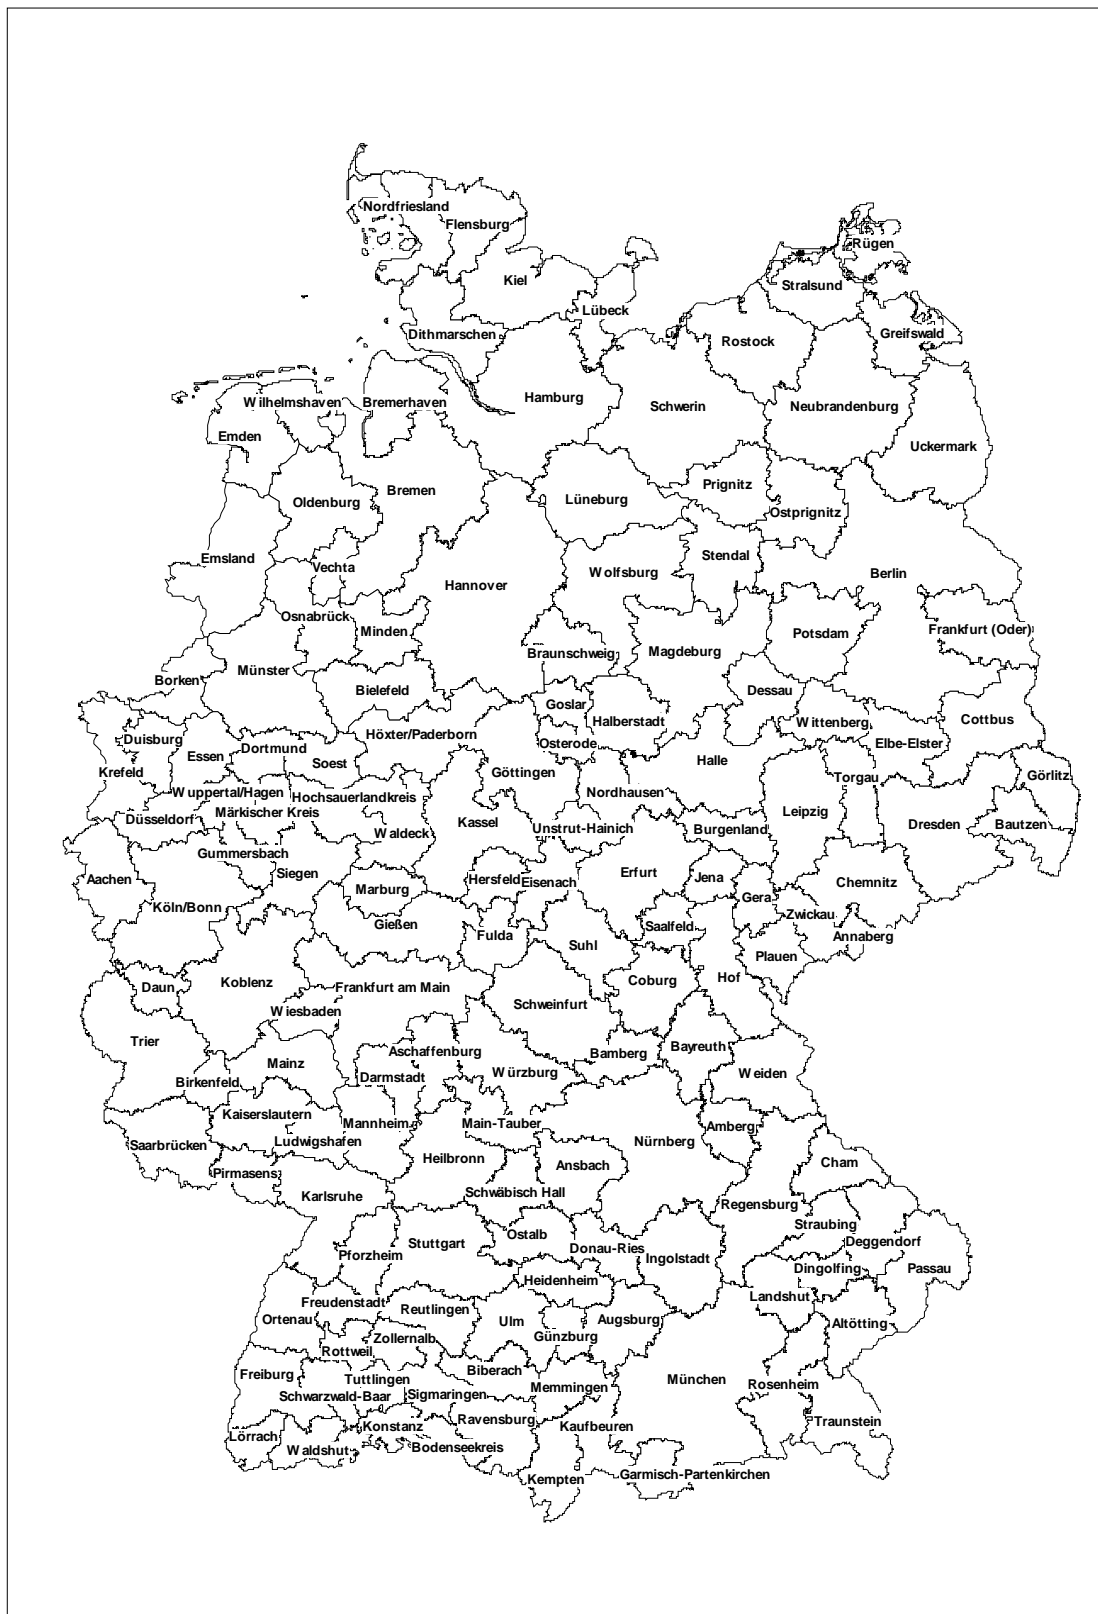 Nordfriesland
Flensburg
Rügen
Kiel
Stralsund
Lübeck
Dithmarschen
Greifswald
Rostock
Hamburg
Wilhelmshaven
Bremerhaven
Schwerin
Neubrandenburg
Emden
Uckermark
Prignitz
Bremen
Lüneburg
Oldenburg
Ostprignitz
Stendal
Emsland
Vechta
Wolfsburg
Berlin
Hannover
Osnabrück
Minden
Potsdam
Frankfurt (Oder)
Braunschweig
Magdeburg
Münster
Borken
Bielefeld
Dessau
Goslar
Halberstadt
Wittenberg
Cottbus
Höxter/Paderborn
Duisburg
Dortmund
Osterode
Elbe-Elster
Essen
Soest
Halle
Krefeld
Göttingen
Torgau
Görlitz
Wuppertal/Hagen
Hochsauerlandkreis
Nordhausen
Märkischer Kreis
Leipzig
Düsseldorf
Kassel
Waldeck
Unstrut-Hainich
Burgenland
Dresden
Bautzen
Gummersbach
Siegen
Aachen
Marburg
Hersfeld
Eisenach
Erfurt
Jena
Chemnitz
Gera
Köln/Bonn
Zwickau
Gießen
Fulda
Saalfeld
Annaberg
Suhl
Plauen
Daun
Koblenz
Frankfurt am Main
Coburg
Hof
Schweinfurt
Wiesbaden
Trier
Aschaffenburg
Bamberg
Bayreuth
Mainz
Würzburg
Weiden
Birkenfeld
Darmstadt
Kaiserslautern
Mannheim
Main-Tauber
Amberg
Saarbrücken
Ludwigshafen
Nürnberg
Heilbronn
Ansbach
Cham
Pirmasens
Karlsruhe
Schwäbisch Hall
Regensburg
Straubing
Ostalb
Stuttgart
Donau-Ries
Deggendorf
Pforzheim
Ingolstadt
Dingolfing
Passau
Heidenheim
Landshut
Freudenstadt
Reutlingen
Ortenau
Ulm
Augsburg
Altötting
Zollernalb
Günzburg
Rottweil
Freiburg
Biberach
Tuttlingen
München
Memmingen
Rosenheim
Schwarzwald-Baar
Sigmaringen
Ravensburg
Traunstein
Konstanz
Kaufbeuren
Lörrach
Waldshut
Bodenseekreis
Kempten
Garmisch-Partenkirchen